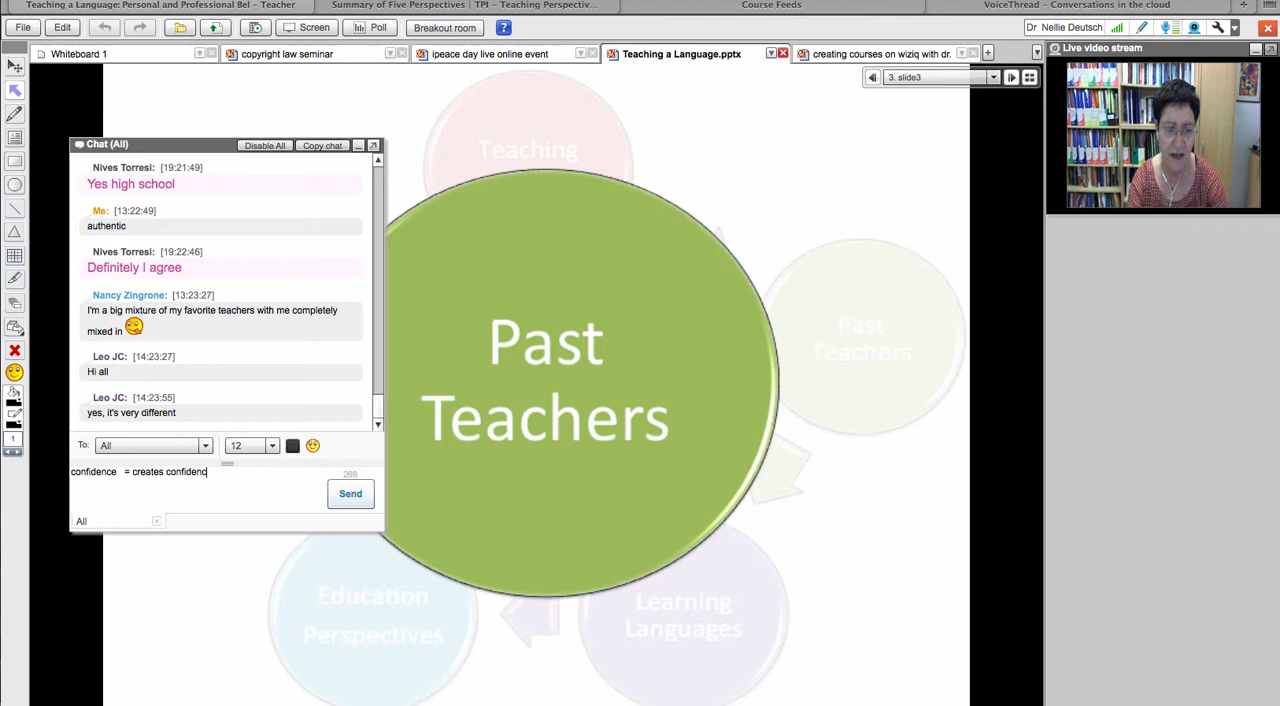 Teaching a Language: Personal and Professional Bel - Teacher
Summary of Five Perspectives | TPI - Teaching Perspectiv...
Course Feeds
VoiceThread - Conversations in the cloud
File
Edit
Screen
Poll
Breakout room
?
Dr Nellie Deutsch
Whiteboard 1
copyright law seminar
ipeace day live online event
Teaching a Language.pptx
creating courses on wiziq with dr.
Live video stream
3. slide3
Chat (All)
Disable All
Copy chat
Nives Torresi: [19:21:49]
Yes high school
Me: [13:22:49]
authentic
Nives Torresi: [19:22:46]
Definitely I agree
Nancy Zingrone: [13:23:27]
I'm a big mixture of my favorite teachers with me completely
mixed in
Leo JC: [14:23:27]
Hi all
Leo JC: [14:23:55]
yes, it's very different
To:
All
12
confidence = creates confidenc
268
Send
All
1
Teaching
Past
Teachers
Past
Teachers
Learning
Languages
Education
Perspectives